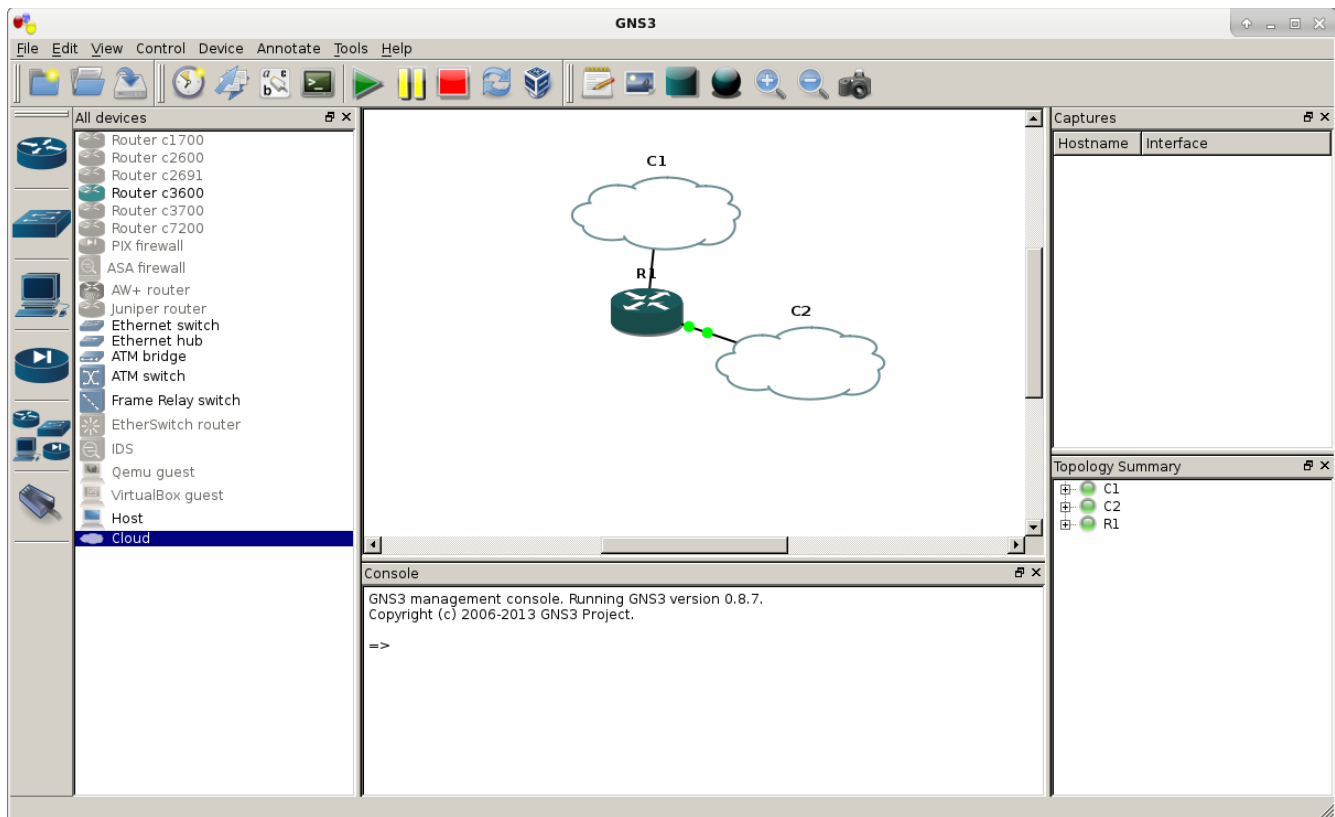 GNS3
File Edit View Control Device Annotate Tools Help
All devices
Router c1700
Router c2600
Router c2691
Router c3600
Router c3700
Router c7200
PIX firewall
ASA firewall
AW+ router
Juniper router
Ethernet switch
Ethernet hub
ATM bridge
ATM switch
Frame Relay switch
EtherSwitch router
IDS
Qemu guest
VirtualBox guest
Host
Cloud
C1
R1
C2
Console
GNS3 management console. Running GNS3 version 0.8.7.
Copyright (c) 2006-2013 GNS3 Project.
=>
Captures
Hostname Interface
Topology Summary
C1
C2
R1